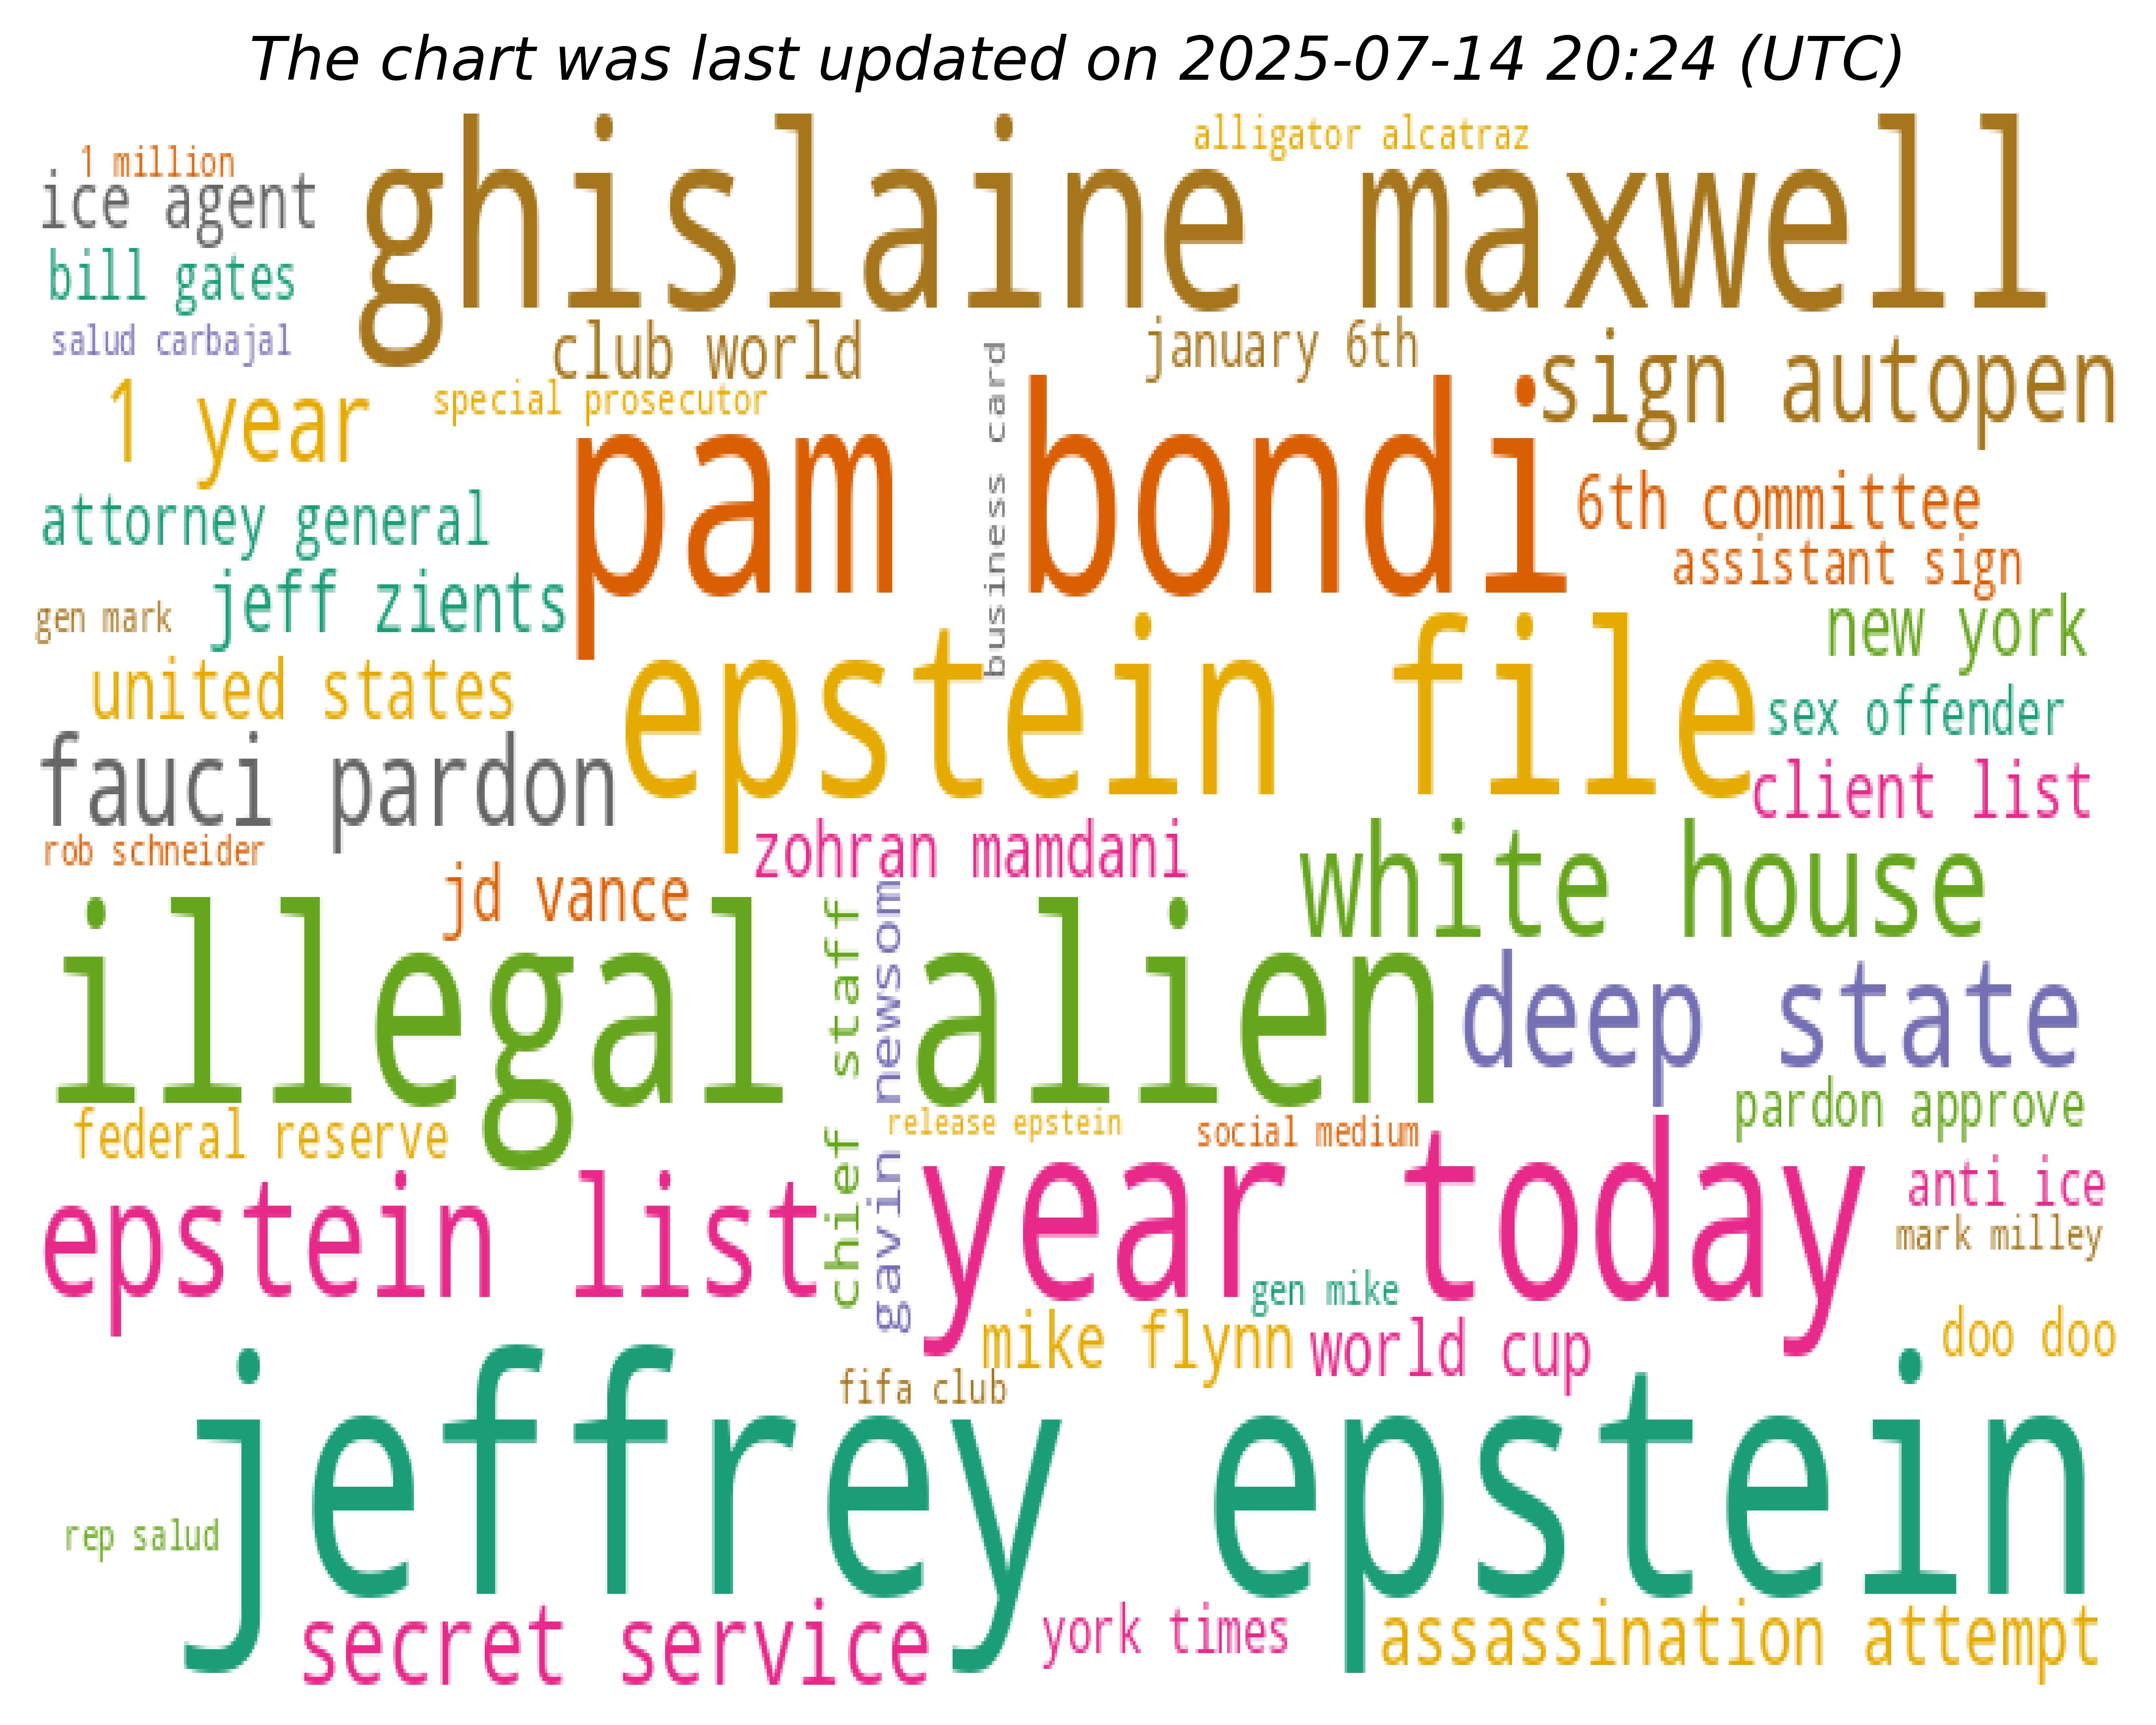 The chart was last updated on 2025-07-14 20:24 (UTC)
alligator alcatraz
1 million
ice agent
ghislaine maxwell
bill gates
salud carbajal
club world
january 6th
business card
sign autopen
1 year
special prosecutor
pam bondi
attorney general
6th committee
assistant sign
jeff zients
gen mark
new york
united states
epstein file
sex offender
fauci pardon
client list
rob schneider
zohran mamdani
white house
jd vance
illegal alien
chief staff
gavin newsom
deep state
pardon approve
federal reserve
release epstein
social medium
epstein list
year today
anti ice
mark milley
gen mike
mike flynn
world cup
doo doo
fifa club
jeffrey epstein
rep salud
secret service
york times
assassination attempt